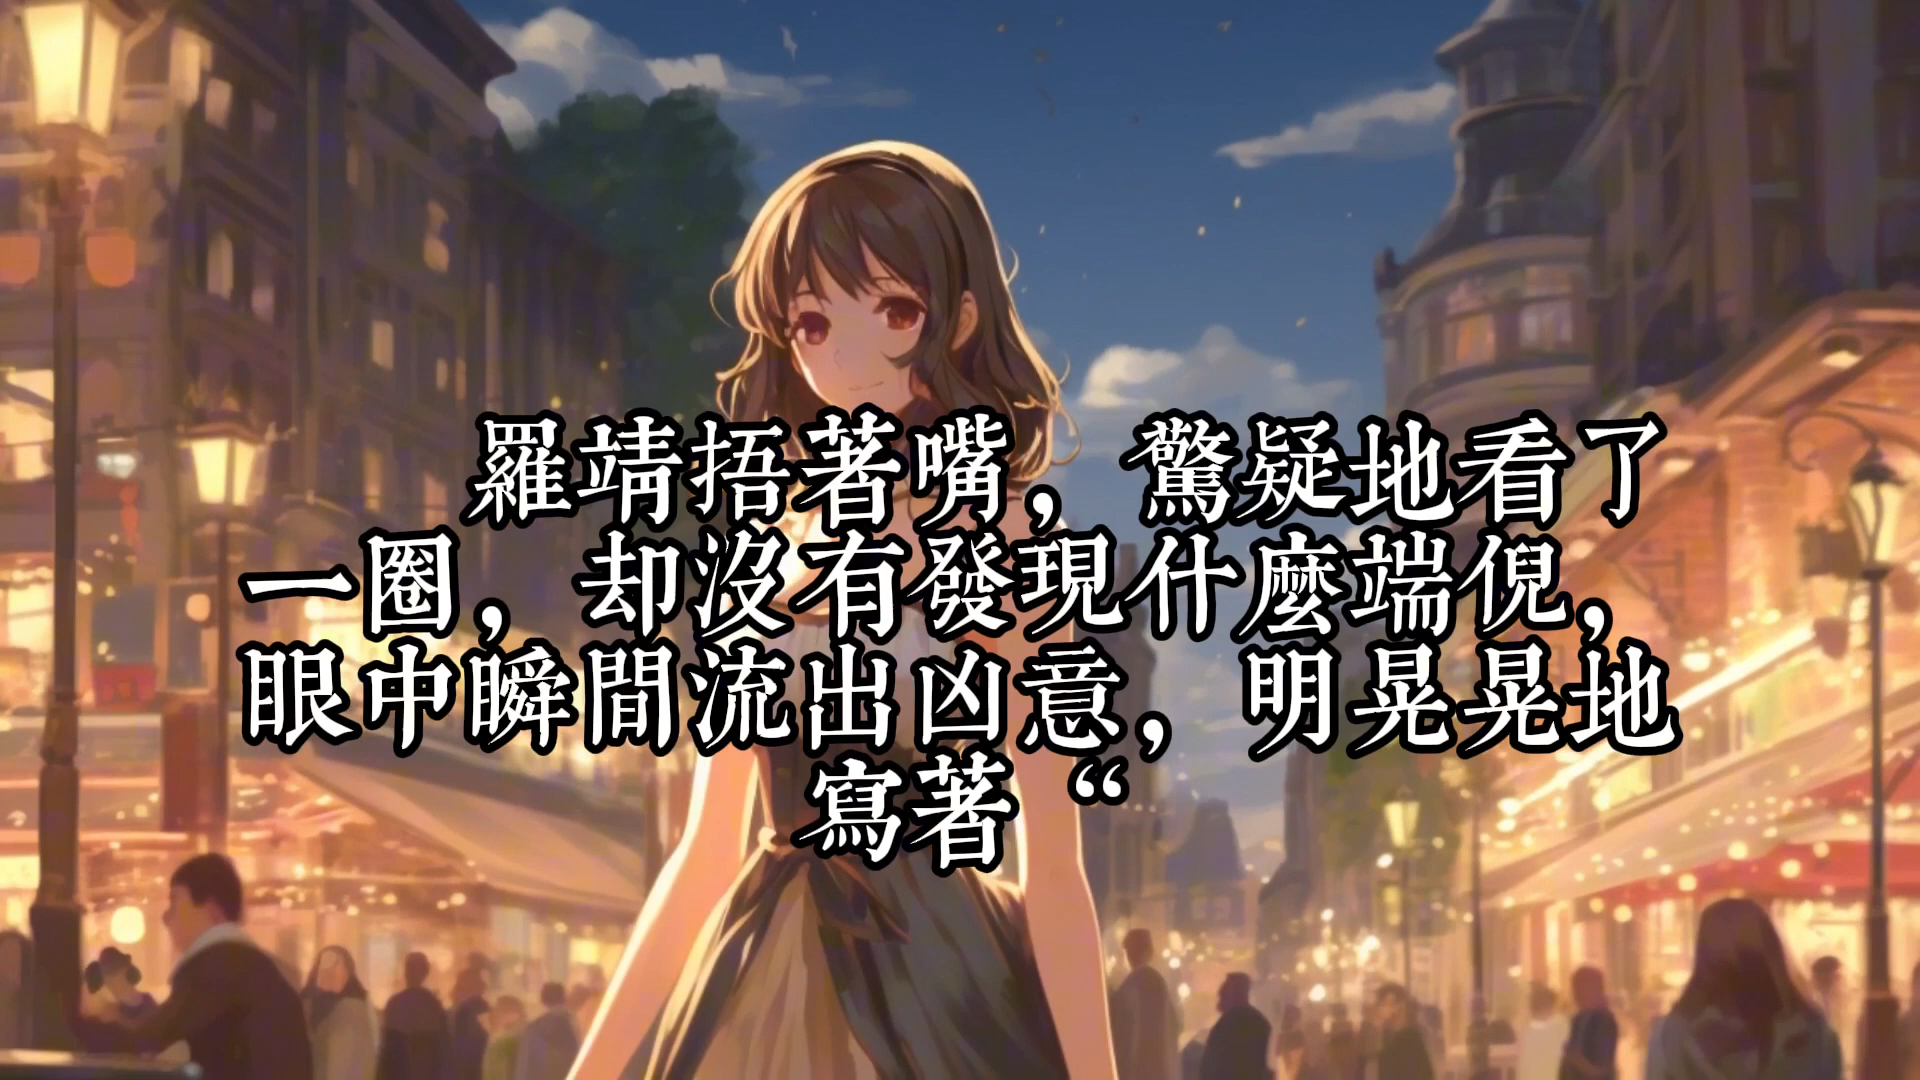 羅靖捂著嘴，驚疑地看了
一圈，却沒有發現什麼端倪，
眼中瞬間流出凶意，明晃晃地
寫著“